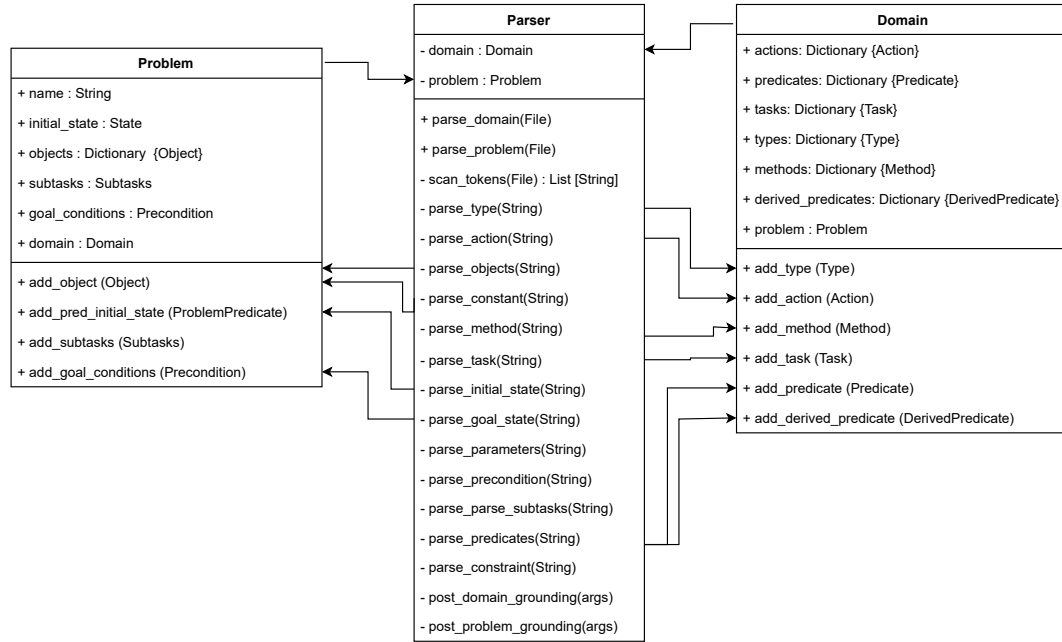 Problem
+ name : String
+ initial_state : State
+ objects : Dictionary  {Object}
+ subtasks : Subtasks
+ goal_conditions : Precondition
+ domain : Domain
+ add_object (Object)
+ add_pred_initial_state (ProblemPredicate)
+ add_subtasks (Subtasks)
+ add_goal_conditions (Precondition)
Parser
- domain : Domain
- problem : Problem
+ parse_domain(File)
+ parse_problem(File)
- scan_tokens(File) : List [String]
- parse_type(String)
- parse_action(String)
- parse_objects(String)
- parse_constant(String)
- parse_method(String)
- parse_task(String)
- parse_initial_state(String)
- parse_goal_state(String)
- parse_parameters(String)
- parse_precondition(String)
- parse_parse_subtasks(String)
- parse_predicates(String)
- parse_constraint(String)
- post_domain_grounding(args)
- post_problem_grounding(args)
Domain
+ actions: Dictionary {Action}
+ predicates: Dictionary {Predicate}
+ tasks: Dictionary {Task}
+ types: Dictionary {Type}
+ methods: Dictionary {Method}
+ derived_predicates: Dictionary {DerivedPredicate}
+ problem : Problem
+ add_type (Type)
+ add_action (Action)
+ add_method (Method)
+ add_task (Task)
+ add_predicate (Predicate)
+ add_derived_predicate (DerivedPredicate)